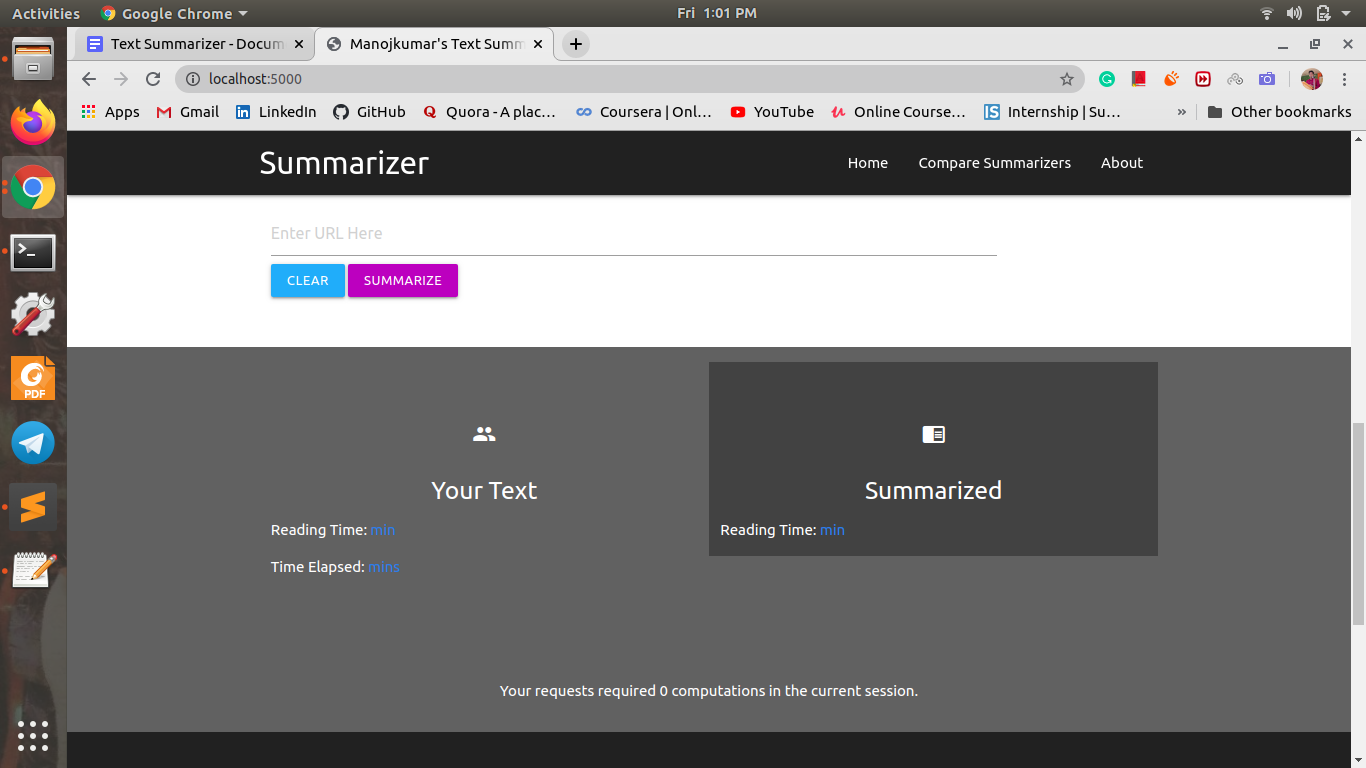 Activities Google Chrome Fri 1:01 PM
Text Summarizer - Docum Manojkumar's Text Summ
localhost:5000
Apps Gmail LinkedIn GitHub Quora - A plac… Coursera | Onl… YouTube Online Course… Internship | Su… » Other bookmarks
Summarizer Home Compare Summarizers About
Enter URL Here
CLEAR SUMMARIZE
Your Text Summarized
Reading Time: min Reading Time: min
Time Elapsed: mins
Your requests required 0 computations in the current session.
PDF